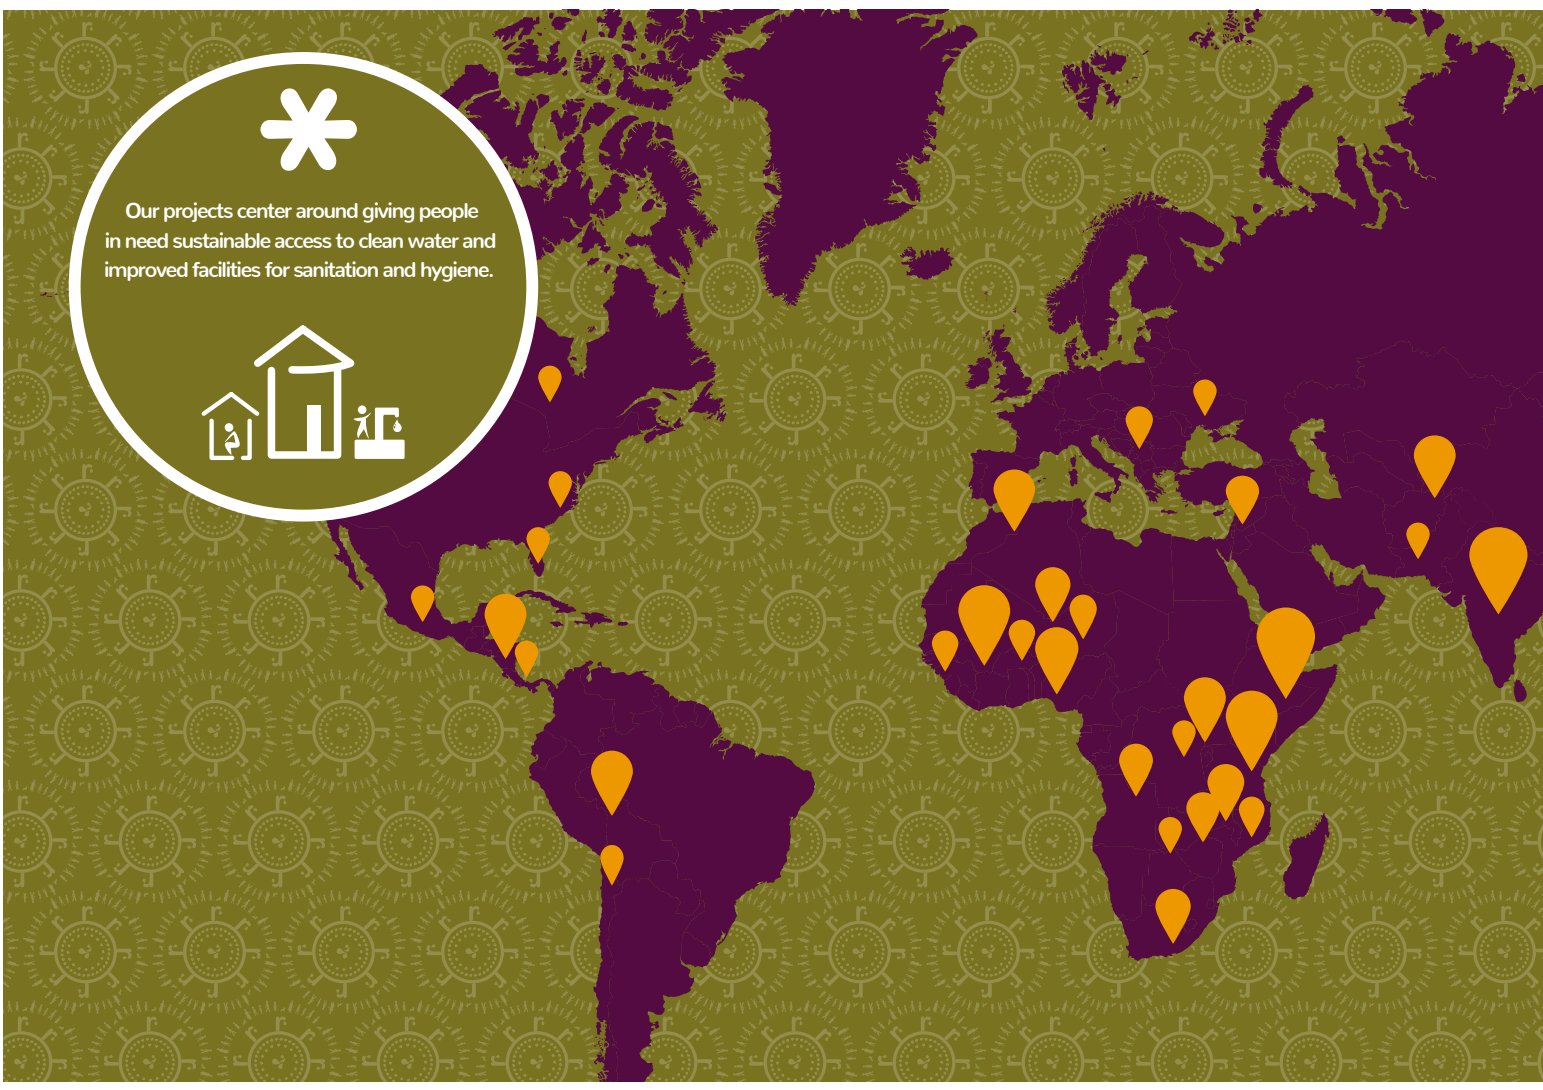 Our projects center around giving people
in need sustainable access to clean water and
improved facilities for sanitation and hygiene.